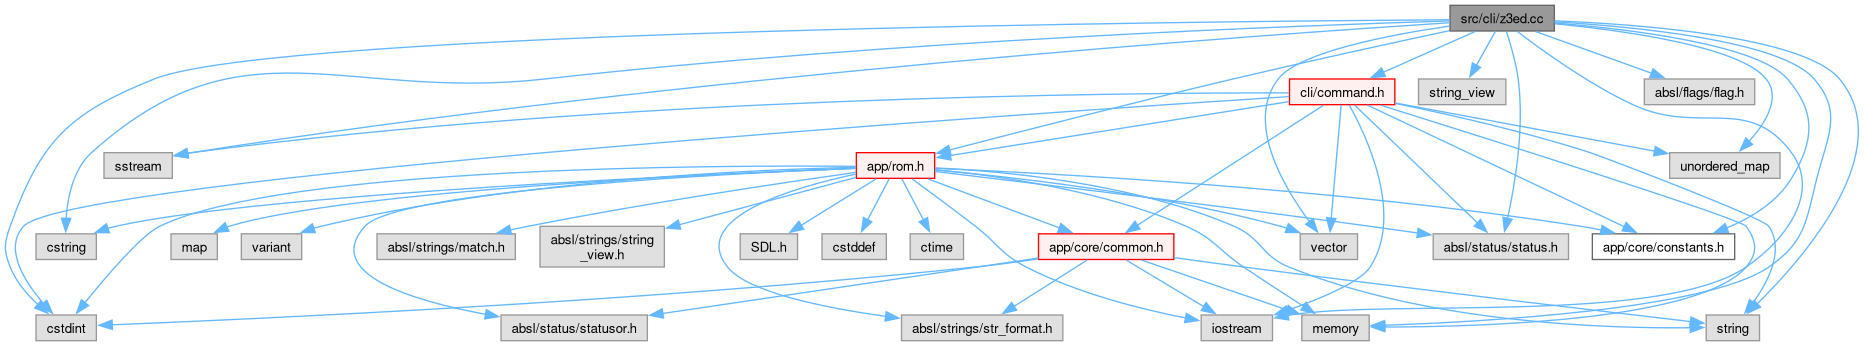 src/cli/z3ed.cc
cli/command.h
string_view
absl/flags/flag.h
sstream
app/rom.h
unordered_map
cstring
map
variant
absl/strings/match.h
absl/strings/string
_view.h
SDL.h
cstddef
ctime
app/core/common.h
vector
absl/status/status.h
app/core/constants.h
cstdint
absl/status/statusor.h
absl/strings/str_format.h
iostream
memory
string